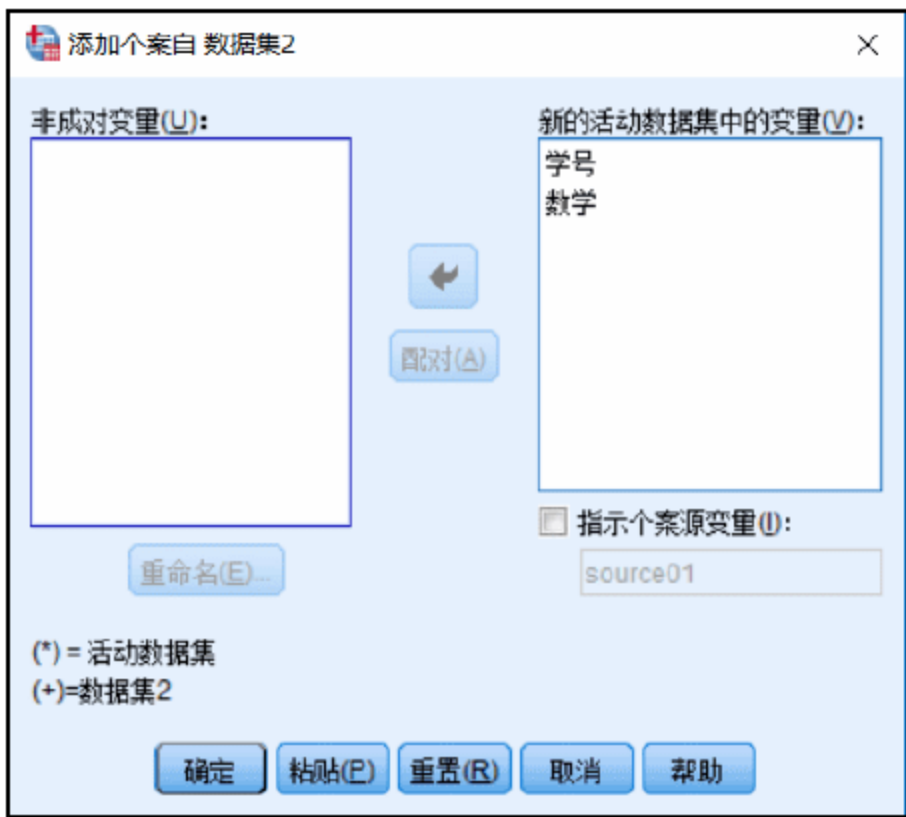 添加个案自 数据集2
非成对变量(U):
新的活动数据集中的变量(V):
学号
数学
配对(A)
指示个案源变量(I):
source01
重命名(E)...
(*) = 活动数据集
(+)=数据集2
确定
粘贴(P)
重置(R)
取消
帮助